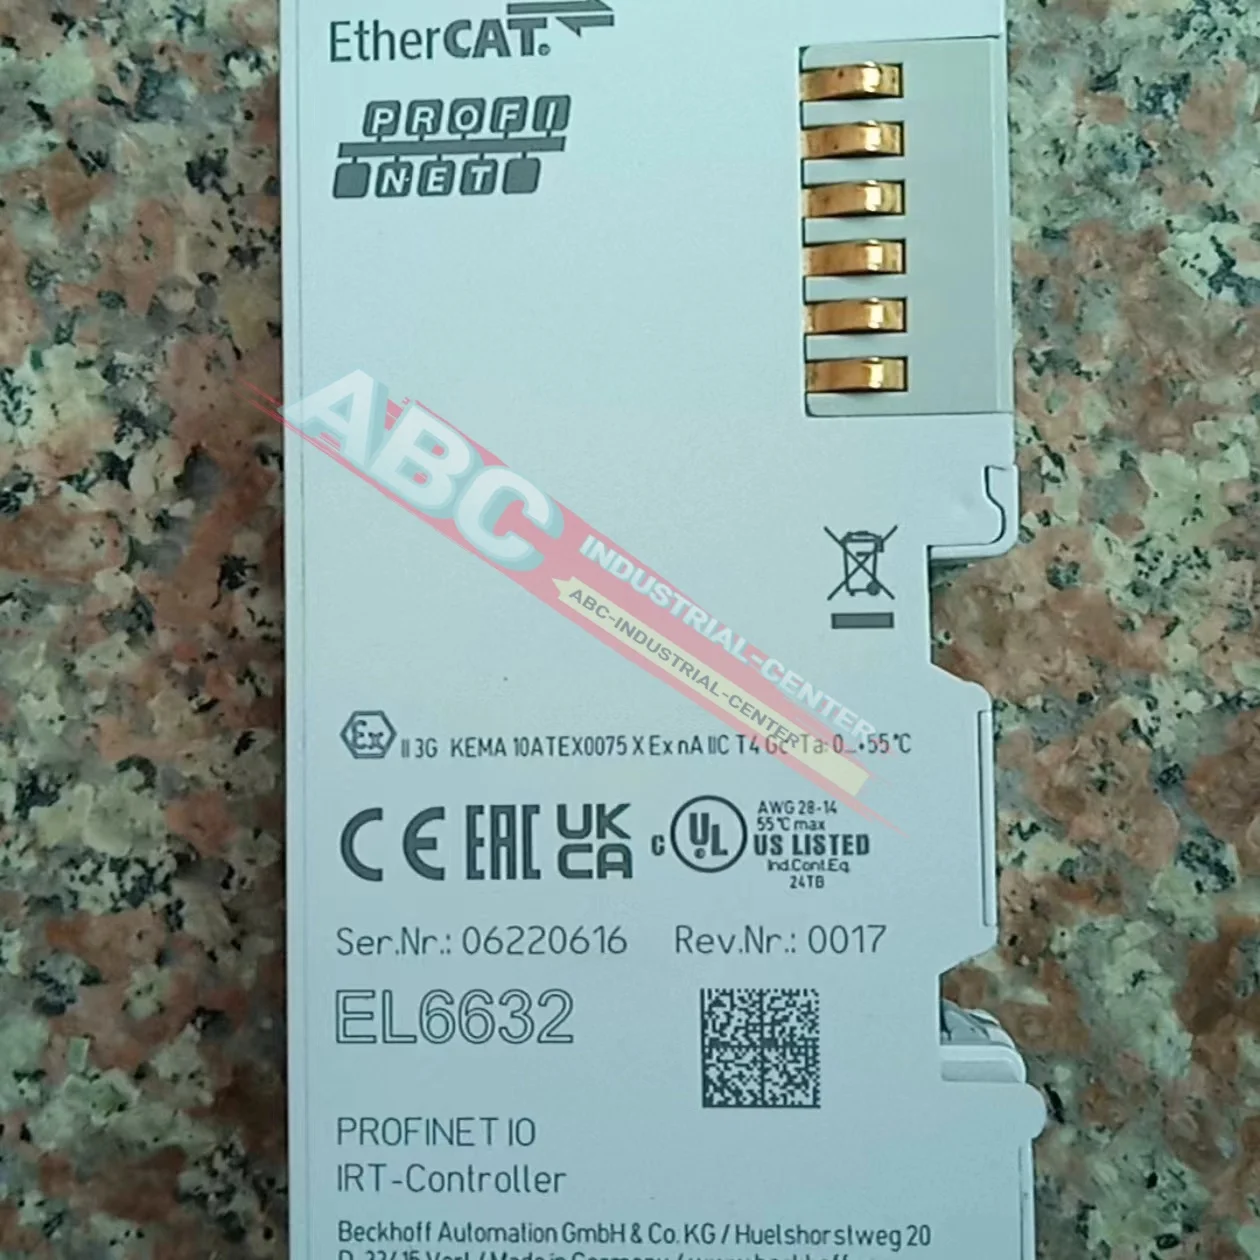 EtherCAT®
PROFI
NET
ABC
INDUSTRIAL-CENTER
ABC-INDUSTRIAL-CENTER
Ex II 3G KEMA 10ATEX0075 X Ex nA IIC T4 Gc Ta: 0...+55°C
CE EAC UK CA c UL US LISTED
AWG 28-14
55°C max
Ind.Cont.Eq.
24TB
Ser.Nr.: 06220616 Rev.Nr.: 0017
EL6632
PROFINET IO
IRT-Controller
Beckhoff Automation GmbH & Co. KG / Huelshorstweg 20